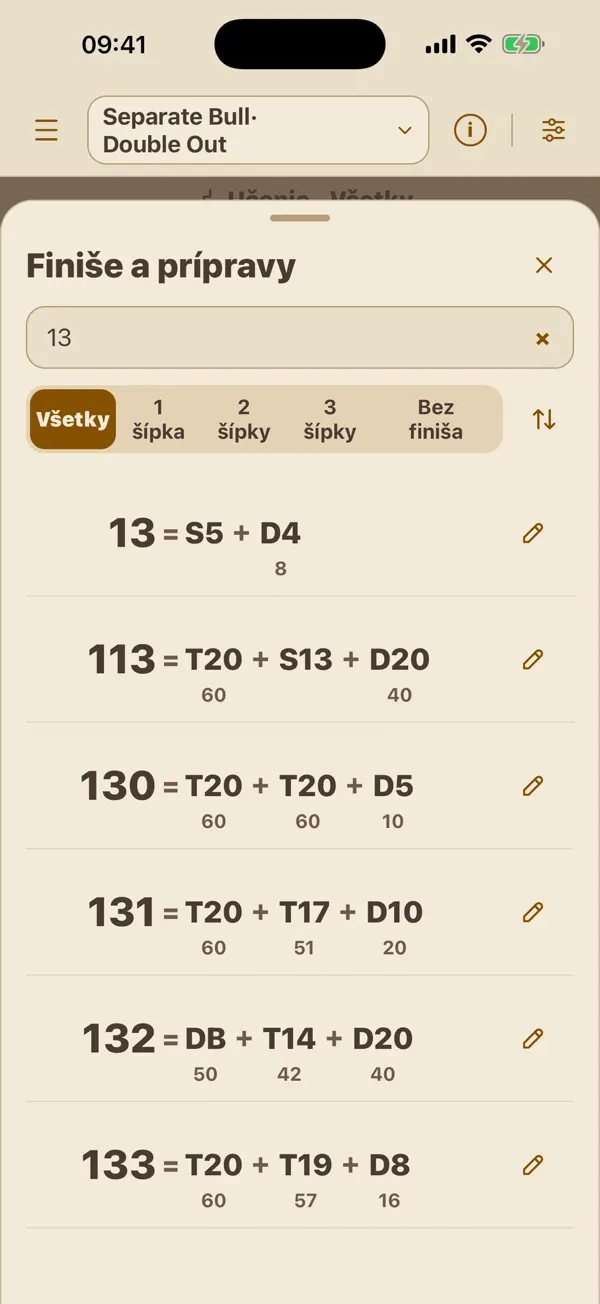 09:41
Separate Bull·
Double Out
Učenie Všetky
Finiše a prípravy
13
Všetky
1
šípka
2
šípky
3
šípky
Bez
finiša
13 = S5 + D4
8
113 = T20 + S13 + D20
60 40
130 = T20 + T20 + D5
60 60 10
131 = T20 + T17 + D10
60 51 20
132 = DB + T14 + D20
50 42 40
133 = T20 + T19 + D8
60 57 16